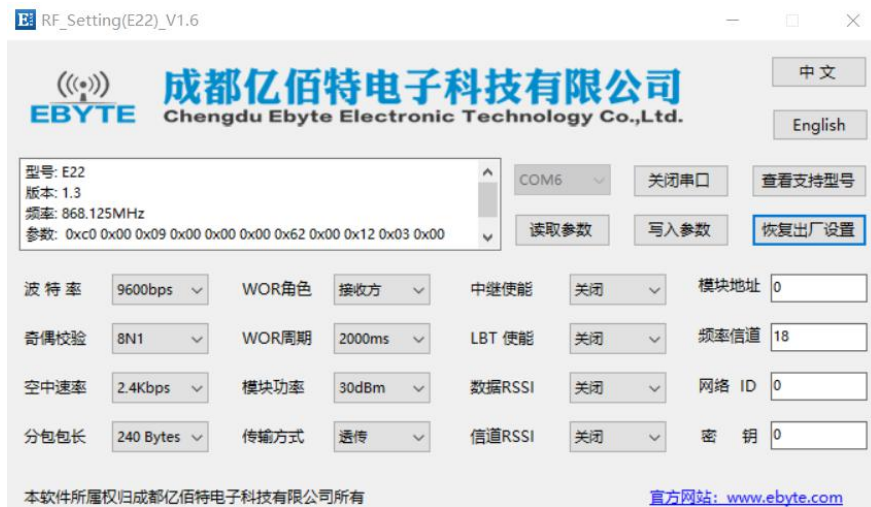 RF_Setting(E22)_V1.6
EBYTE
成都亿佰特电子科技有限公司
Chengdu Ebyte Electronic Technology Co.,Ltd.
中 文
English
型号: E22
版本: 1.3
频率: 868.125MHz
参数: 0xc0 0x00 0x09 0x00 0x00 0x00 0x62 0x00 0x12 0x03 0x00
COM6 关闭串口 查看支持型号
读取参数 写入参数 恢复出厂设置
波 特 率 9600bps WOR角色 接收方 中继使能 关闭 模块地址 0
奇偶校验 8N1 WOR周期 2000ms LBT 使能 关闭 频率信道 18
空中速率 2.4Kbps 模块功率 30dBm 数据RSSI 关闭 网络 ID 0
分包包长 240 Bytes 传输方式 透传 信道RSSI 关闭 密 钥 0
本软件所属权归成都亿佰特电子科技有限公司所有 官方网站: www.ebyte.com